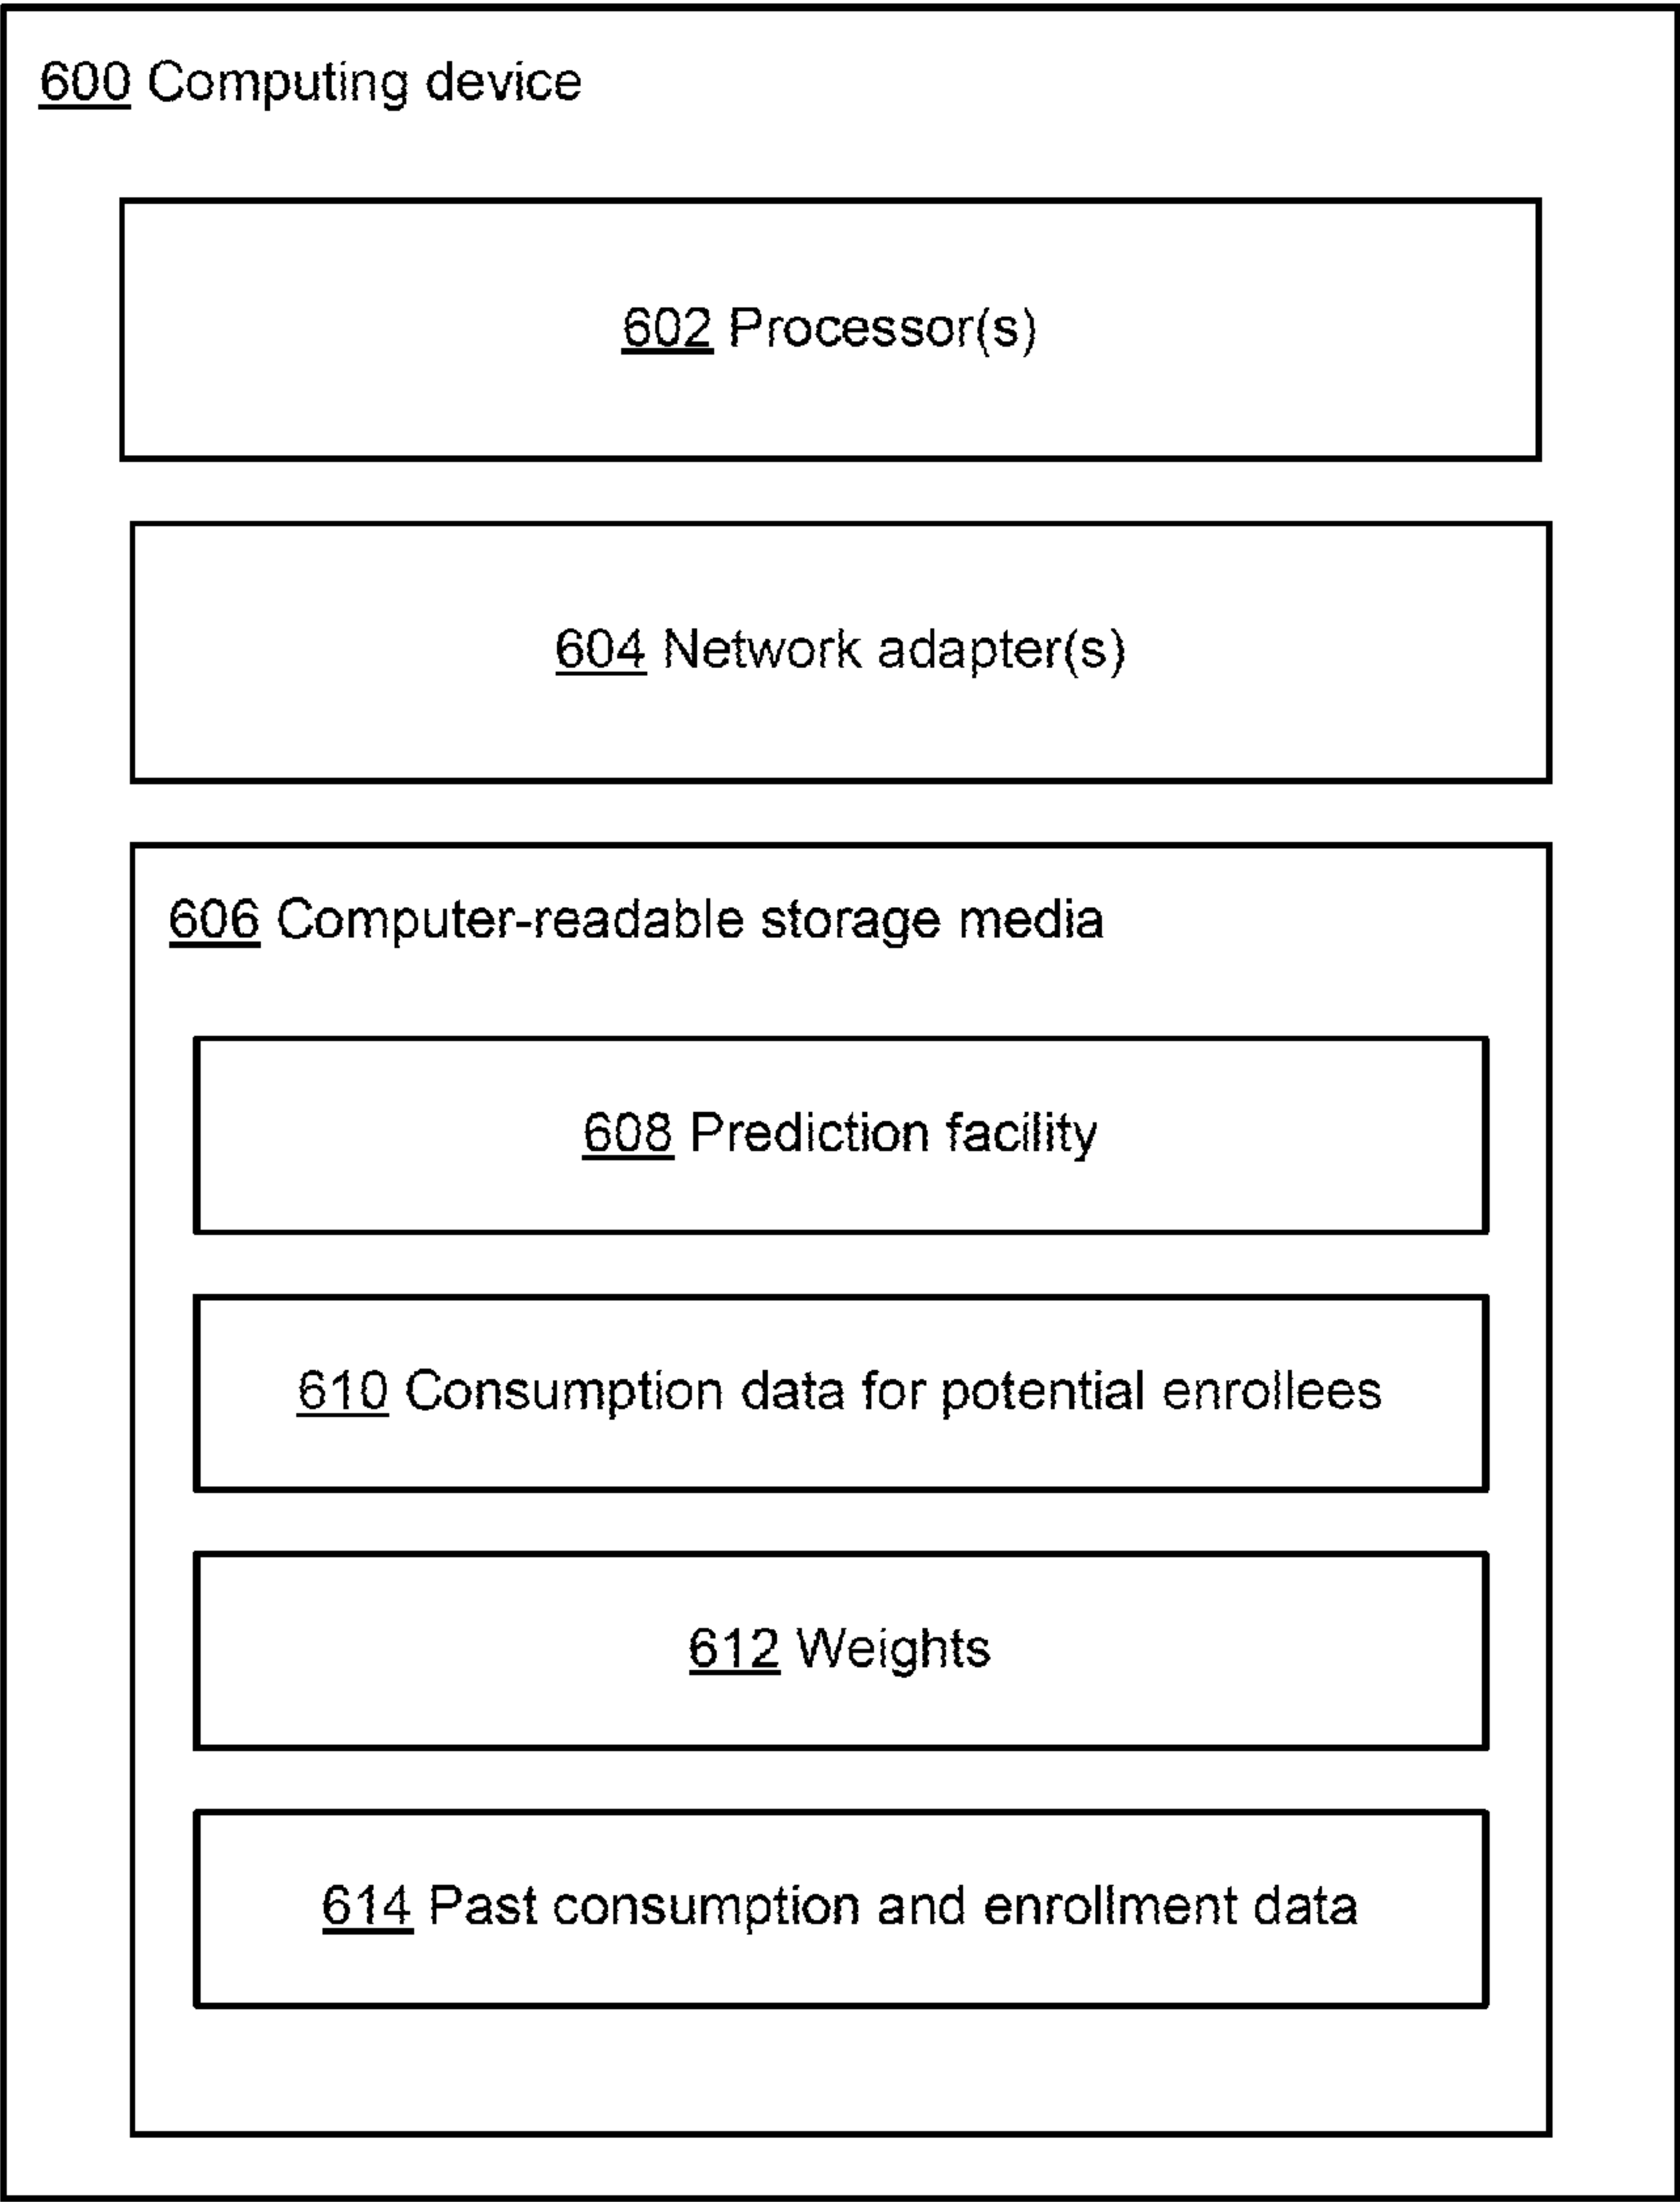 600 Computing device
602 Processor(s)
604 Network adapter(s)
606 Computer-readable storage media
608 Prediction facility
610 Consumption data for potential enrollees
612 Weights
614 Past consumption and enrollment data